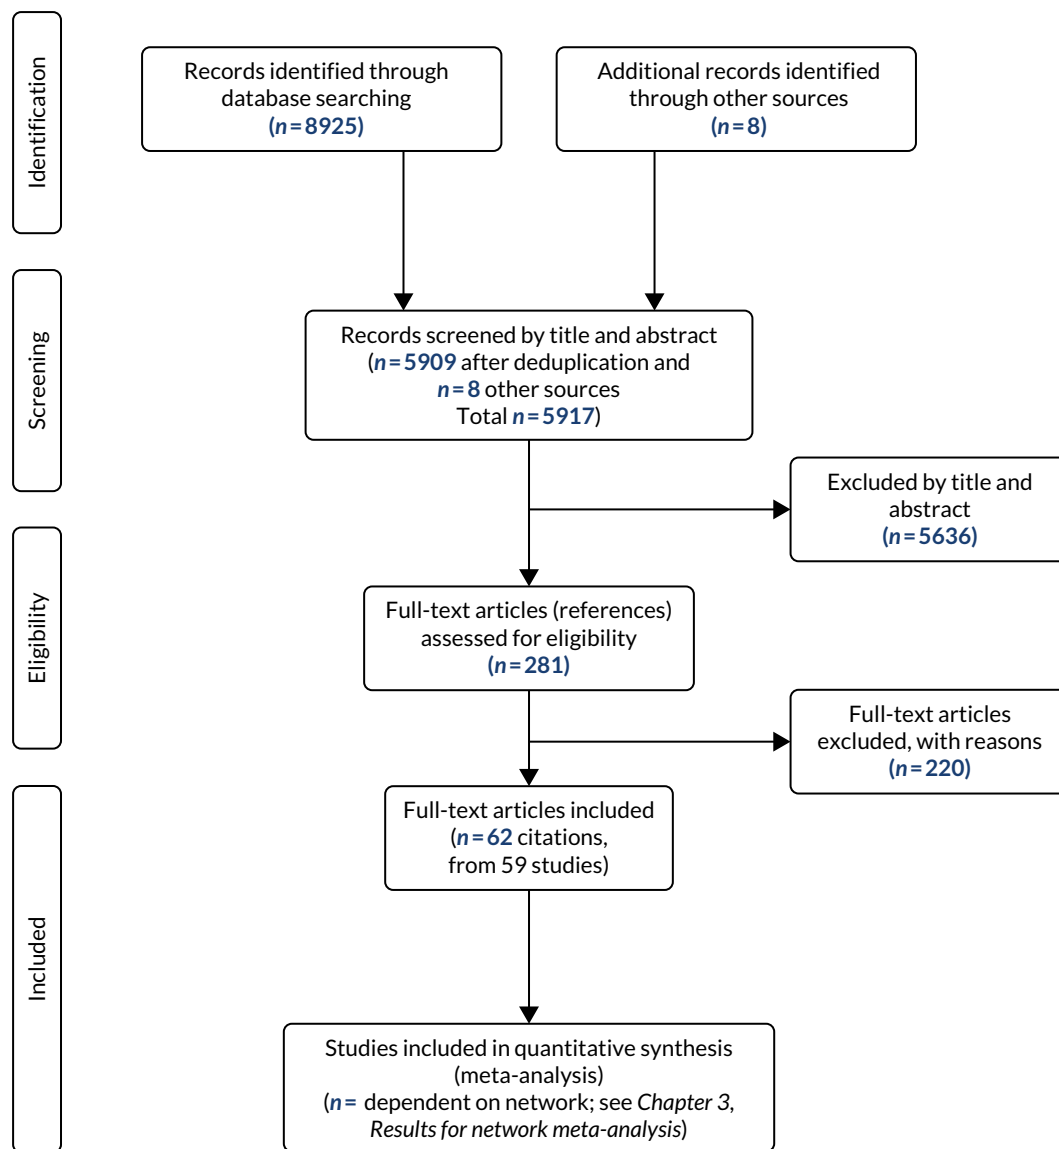 Identification
Records identified through
database searching
(n=8925)
Additional records identified
through other sources
(n=8)
Screening
Records screened by title and abstract
(n=5909 after deduplication and
n=8 other sources
Total n=5917)
Excluded by title and
abstract
(n=5636)
Eligibility
Full-text articles (references)
assessed for eligibility
(n=281)
Full-text articles
excluded, with reasons
(n=220)
Included
Full-text articles included
(n=62 citations,
from 59 studies)
Studies included in quantitative synthesis
(meta-analysis)
(n= dependent on network; see Chapter 3,
Results for network meta-analysis)